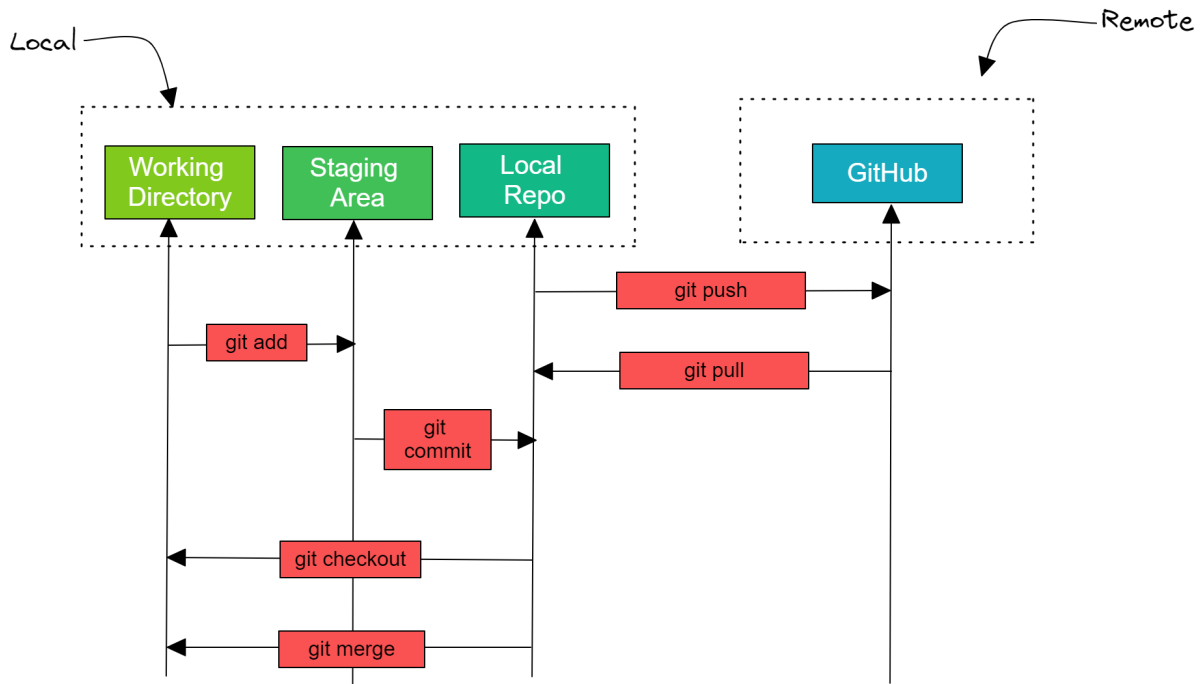 Local
Remote
Working
Directory
Staging
Area
Local
Repo
GitHub
git push
git add
git pull
git
commit
git checkout
git merge